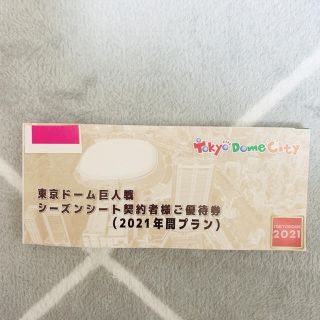 Tokyo Dome City
東京ドーム巨人戦
シーズンシート契約者様ご優待券
(2021年間プラン)
2021